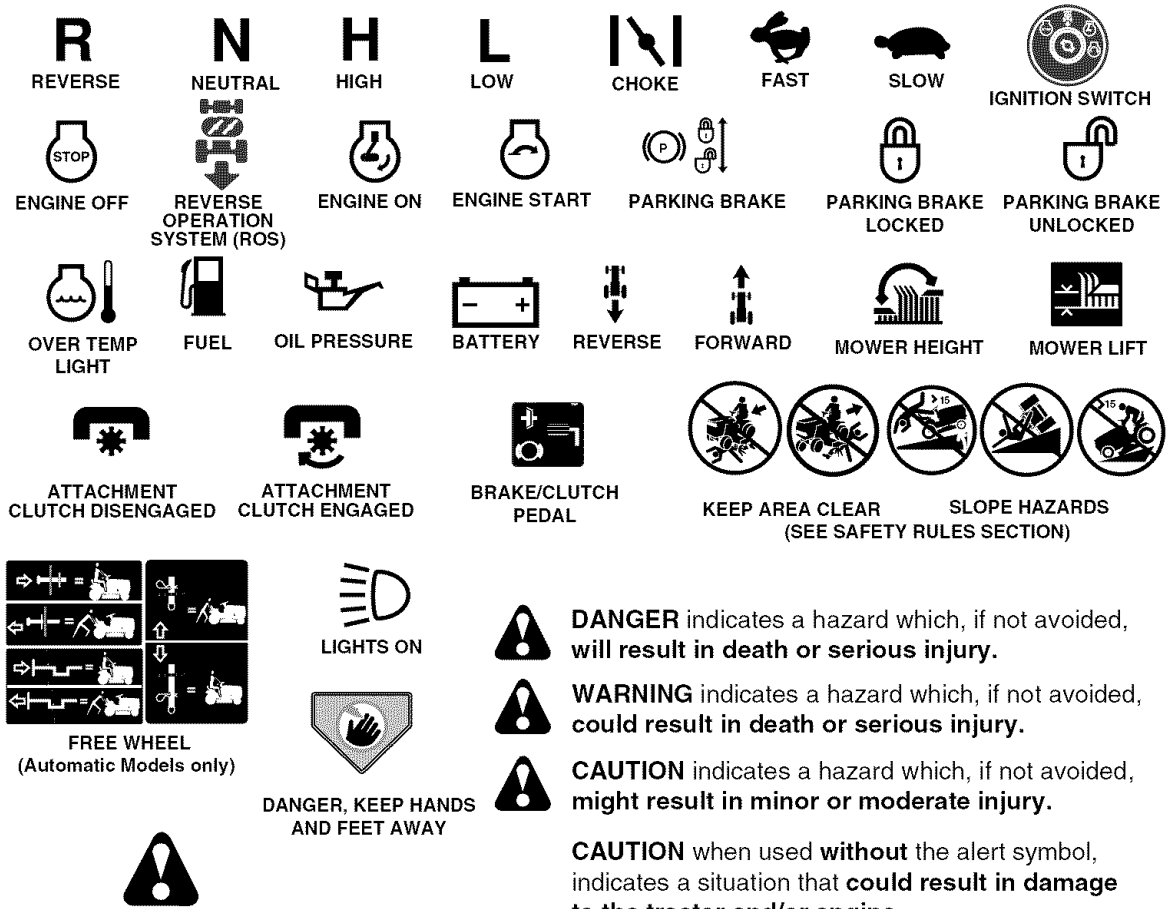 R N H L
REVERSE NEUTRAL HIGH LOW CHOKE FAST SLOW
IGNITION SWITCH
STOP P
ENGINE OFF
REVERSE
OPERATION
SYSTEM (ROS)
ENGINE ON
ENGINE START
PARKING BRAKE
PARKING BRAKE
LOCKED
PARKING BRAKE
UNLOCKED
OVER TEMP
LIGHT
FUEL
OIL PRESSURE
- +
BATTERY
REVERSE
FORWARD
MOWER HEIGHT
MOWER LIFT
ATTACHMENT
CLUTCH DISENGAGED
ATTACHMENT
CLUTCH ENGAGED
BRAKE/CLUTCH
PEDAL
>15
>15
KEEP AREA CLEAR
SLOPE HAZARDS
(SEE SAFETY RULES SECTION)
=
=
=
=
=
=
FREE WHEEL
(Automatic Models only)
LIGHTS ON
DANGER, KEEP HANDS
AND FEET AWAY
DANGER indicates a hazard which, if not avoided,
will result in death or serious injury.
WARNING indicates a hazard which, if not avoided,
could result in death or serious injury.
CAUTION indicates a hazard which, if not avoided,
might result in minor or moderate injury.
CAUTION when used without the alert symbol,
indicates a situation that could result in damage
to the tractor and/or engine